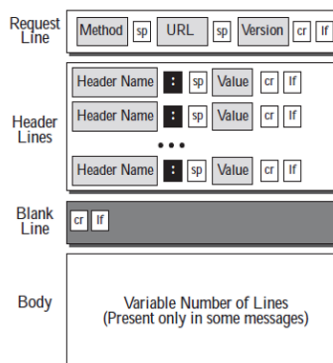 Request Line
Method sp URL sp Version cr lf
Header Lines
Header Name : sp Value cr lf
Header Name : sp Value cr lf
•••
Header Name : sp Value cr lf
Blank Line
cr lf
Body
Variable Number of Lines
(Present only in some messages)